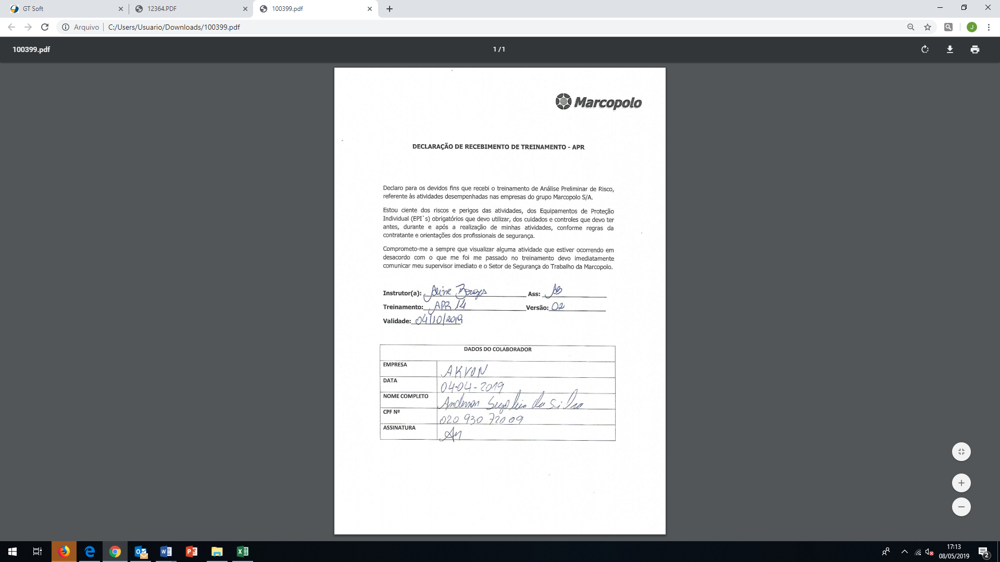 GT Soft
12364.PDF
100399.pdf
Arquivo
C:/Users/Usuario/Downloads/100399.pdf
J
100399.pdf
1 / 1
Marcopolo
DECLARAÇÃO DE RECEBIMENTO DE TREINAMENTO - APR
Declaro para os devidos fins que recebi o treinamento de Análise Preliminar de Risco,
referente às atividades desempenhadas nas empresas do grupo Marcopolo S/A.
Estou ciente dos riscos e perigos das atividades, dos Equipamentos de Proteção
Individual (EPI`s) obrigatórios que devo utilizar, dos cuidados e controles que devo ter
antes, durante e após a realização de minhas atividades, conforme regras da
contratante e orientações dos profissionais de segurança.
Comprometo-me a sempre que visualizar alguma atividade que estiver ocorrendo em
desacordo com o que me foi me passado no treinamento devo imediatamente
comunicar meu supervisor imediato e o Setor de Segurança do Trabalho da Marcopolo.
Instrutor(a): Aline Borges Ass: AB
Treinamento: APR 14 Versão: 02
Validade: 04/10/2019
DADOS DO COLABORADOR
EMPRESA AKVON
DATA 04-04-2019
NOME COMPLETO Anderson da Silva
CPF Nº 020 930 720 09
ASSINATURA
17:13
08/05/2019
2